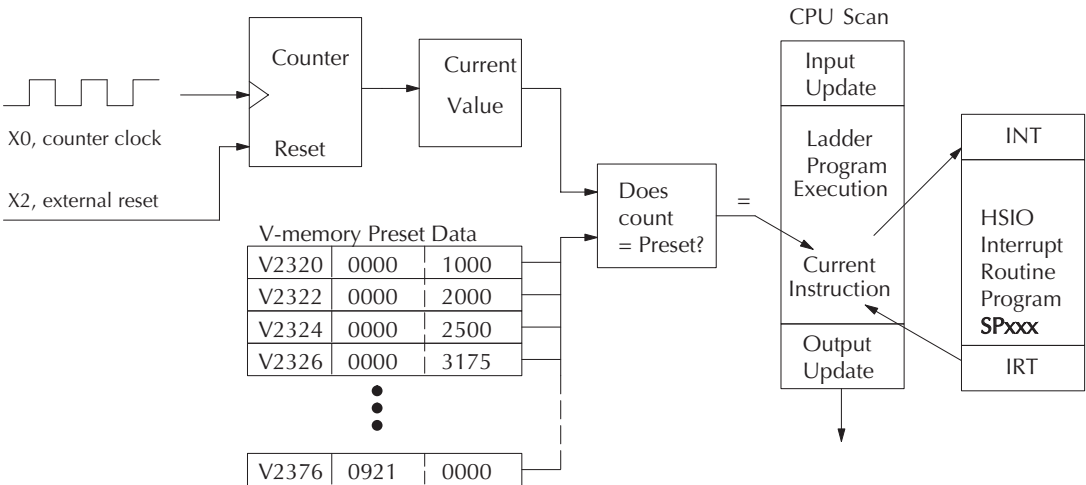 CPU Scan
Counter
Reset
Current
Value
X0, counter clock
X2, external reset
V-memory Preset Data
V2320 0000 1000
V2322 0000 2000
V2324 0000 2500
V2326 0000 3175
V2376 0921 0000
Does
count
= Preset?
=
Input
Update
Ladder
Program
Execution
Current
Instruction
Output
Update
INT
HSIO
Interrupt
Routine
Program
SPxxx
IRT